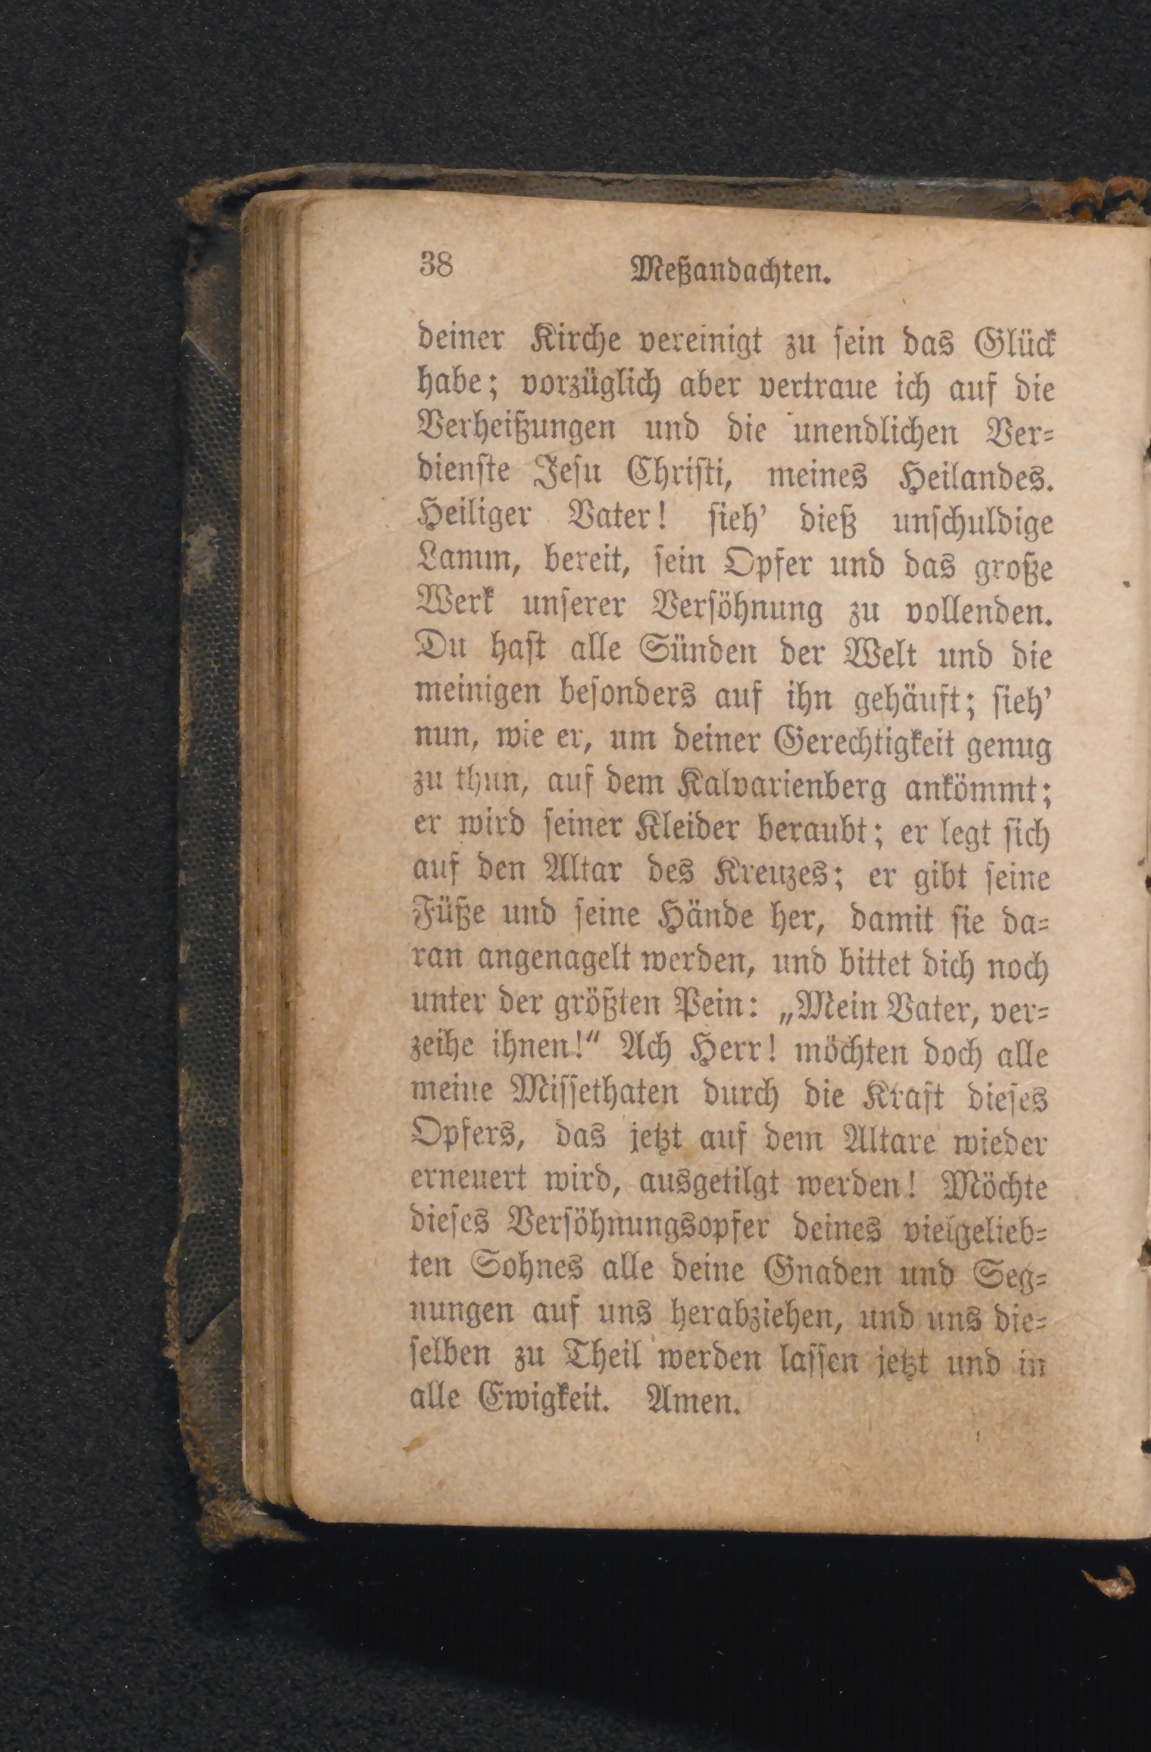 38 Meßandachten.
deiner Kirche vereinigt zu sein das Glück
habe; vorzüglich aber vertraue ich auf die
Verheißungen und die unendlichen Ver-
dienste Jesu Christi, meines Heilandes.
Heiliger Vater! sieh' dieß unschuldige
Lamm, bereit, sein Opfer und das große
Werk unserer Versöhnung zu vollenden.
Du hast alle Sünden der Welt und die
meinigen besonders auf ihn gehäuft; sieh'
nun, wie er, um deiner Gerechtigkeit genug
zu thun, auf dem Kalvarienberg ankömmt;
er wird seiner Kleider beraubt; er legt sich
auf den Altar des Kreuzes; er gibt seine
Füße und seine Hände her, damit sie da-
ran angenagelt werden, und bittet dich noch
unter der größten Pein: „Mein Vater, ver-
zeihe ihnen!“ Ach Herr! möchten doch alle
meine Missethaten durch die Kraft dieses
Opfers, das jetzt auf dem Altare wieder
erneuert wird, ausgetilgt werden! Möchte
dieses Versöhnungsopfer deines vielgelieb-
ten Sohnes alle deine Gnaden und Seg-
nungen auf uns herabziehen, und uns die-
selben zu Theil werden lassen jetzt und in
alle Ewigkeit. Amen.